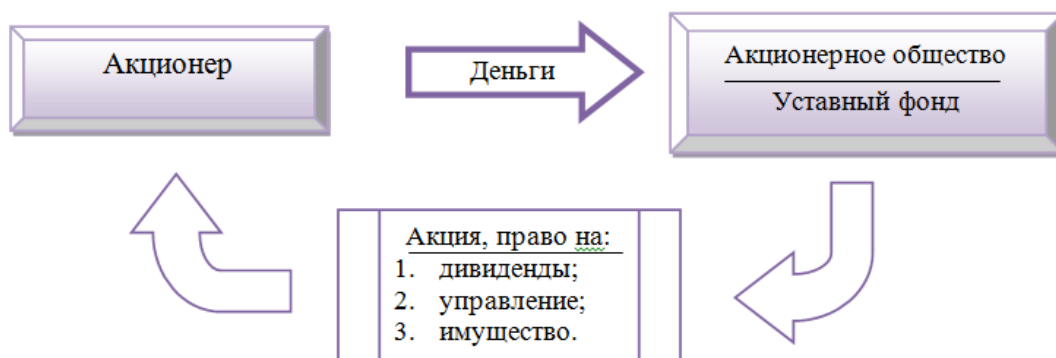 Акционер
Деньги
Акционерное общество
Уставный фонд
Акция, право на:
1. дивиденды;
2. управление;
3. имущество.